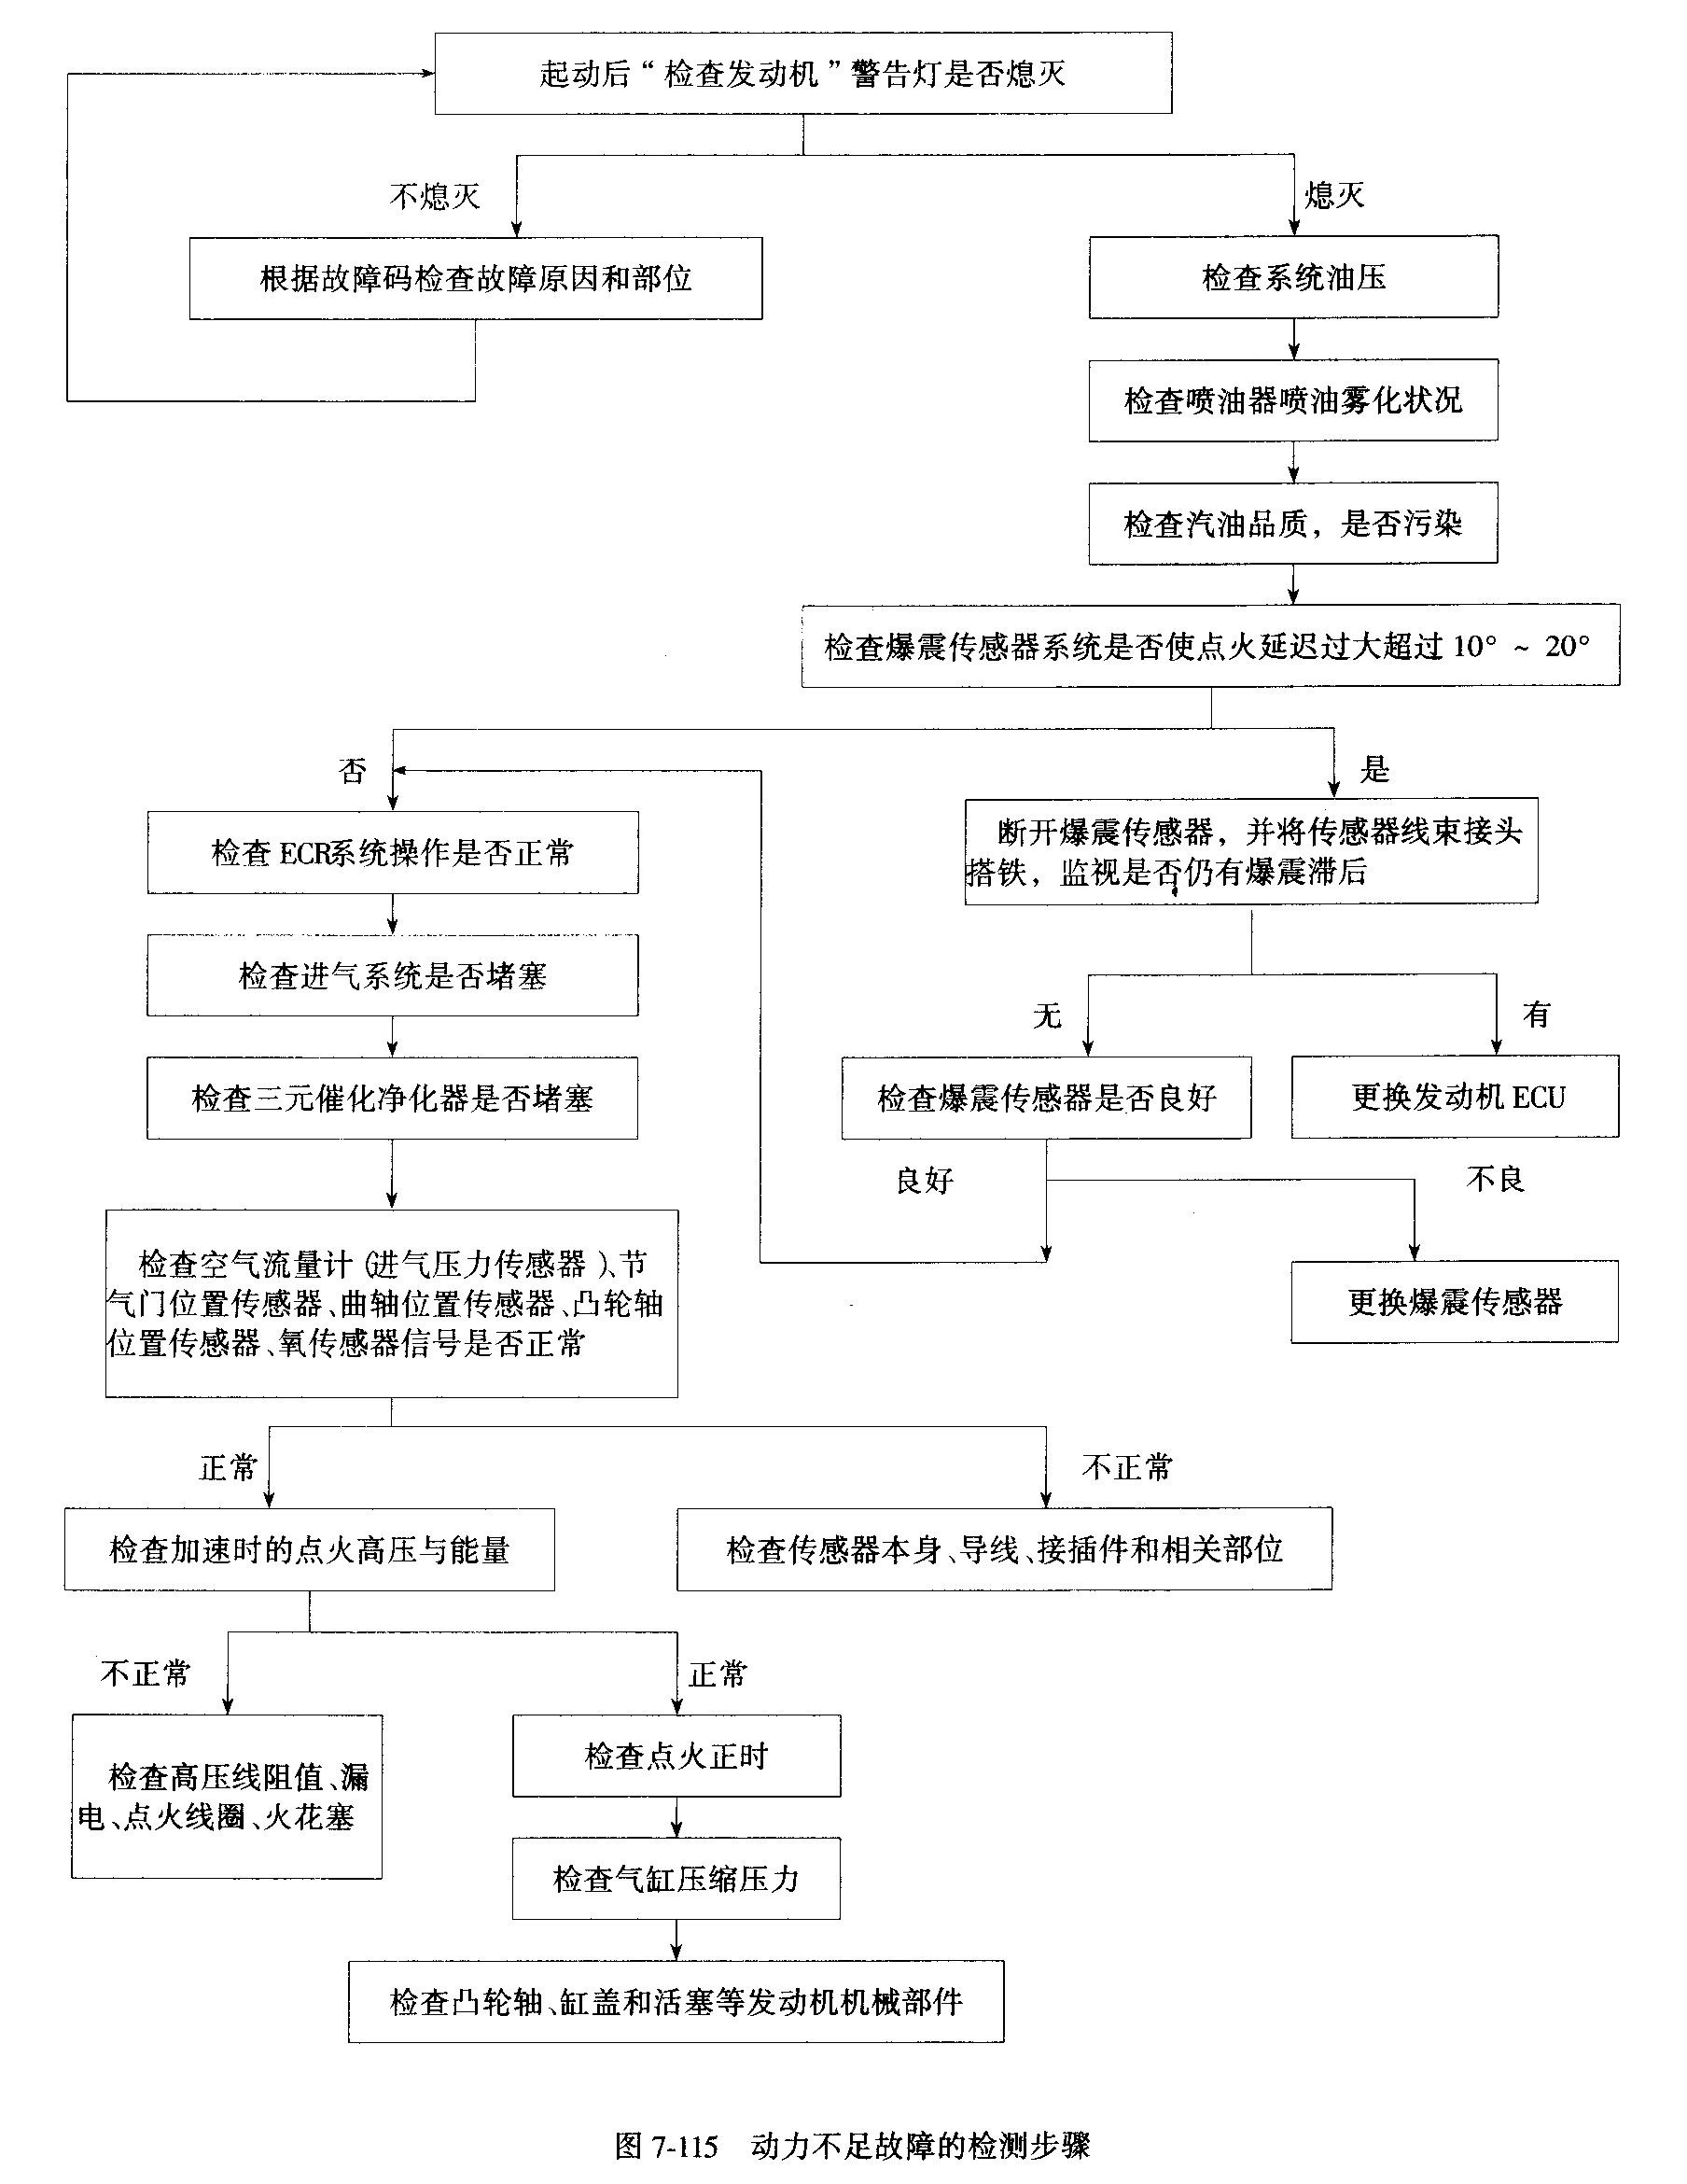 起动后“检查发动机”警告灯是否熄灭
不熄灭
熄灭
根据故障码检查故障原因和部位
检查系统油压
检查喷油器喷油雾化状况
检查汽油品质，是否污染
检查爆震传感器系统是否使点火延迟过大超过10°～20°
否
是
检查ECR系统操作是否正常
断开爆震传感器，并将传感器线束接头
搭铁，监视是否仍有爆震滞后
检查进气系统是否堵塞
无
有
检查三元催化净化器是否堵塞
检查爆震传感器是否良好
更换发动机ECU
良好
不良
检查空气流量计(进气压力传感器)、节
气门位置传感器、曲轴位置传感器、凸轮轴
位置传感器、氧传感器信号是否正常
更换爆震传感器
正常
不正常
检查加速时的点火高压与能量
检查传感器本身、导线、接插件和相关部位
不正常
正常
检查高压线阻值、漏
电、点火线圈、火花塞
检查点火正时
检查气缸压缩压力
检查凸轮轴、缸盖和活塞等发动机机械部件
图7-115 动力不足故障的检测步骤